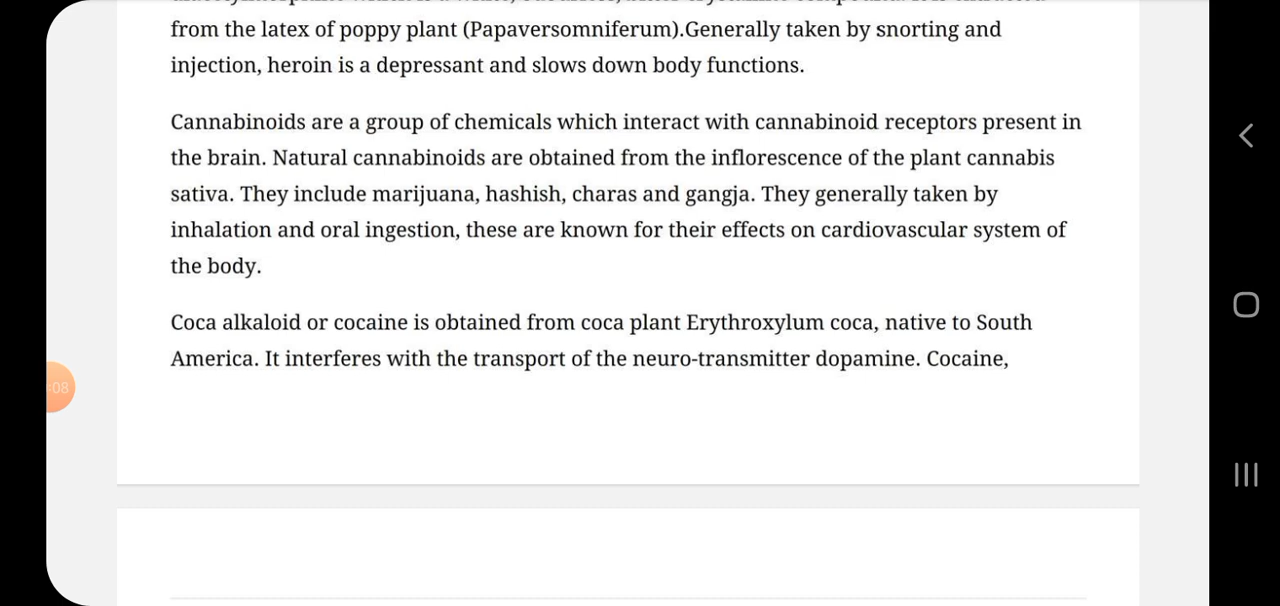 from the latex of poppy plant (Papaversomniferum).Generally taken by snorting and
injection, heroin is a depressant and slows down body functions.
Cannabinoids are a group of chemicals which interact with cannabinoid receptors present in
the brain. Natural cannabinoids are obtained from the inflorescence of the plant cannabis
sativa. They include marijuana, hashish, charas and gangja. They generally taken by
inhalation and oral ingestion, these are known for their effects on cardiovascular system of
the body.
Coca alkaloid or cocaine is obtained from coca plant Erythroxylum coca, native to South
America. It interferes with the transport of the neuro-transmitter dopamine. Cocaine,
:08